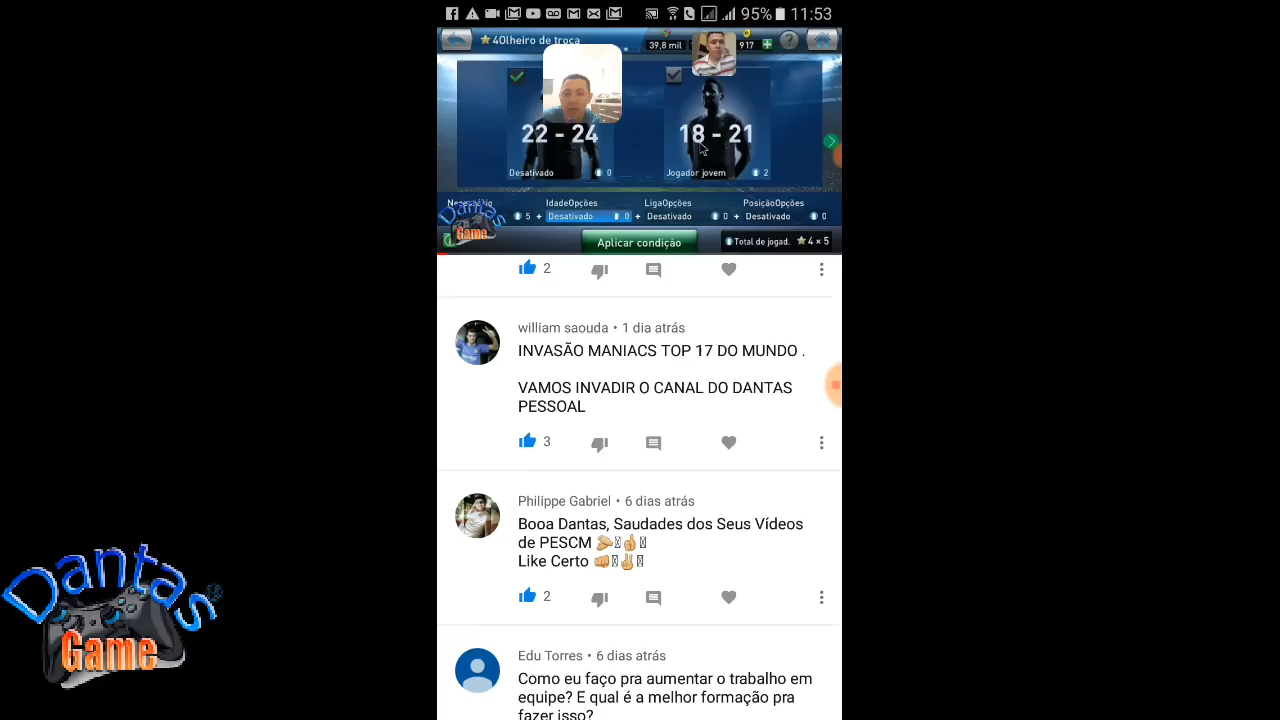 95% 11:53
4Olheiro de troca
39,8 mil
917
22 - 24
18 - 21
Desativado 0
Jogador jovem 2
IdadeOpções LigaOpções PosiçãoOpções
5 + Desativado 0 + Desativado 0 + Desativado 0
Dantas
Game
Aplicar condição
Total de jogad. ★4 × 5
2
william saouda • 1 dia atrás
INVASÃO MANIACS TOP 17 DO MUNDO .
VAMOS INVADIR O CANAL DO DANTAS
PESSOAL
3
Philippe Gabriel • 6 dias atrás
Booa Dantas, Saudades dos Seus Vídeos
de PESCM
Like Certo
2
Edu Torres • 6 dias atrás
Como eu faço pra aumentar o trabalho em
equipe? E qual é a melhor formação pra
fazer isso?
Dantas
Game